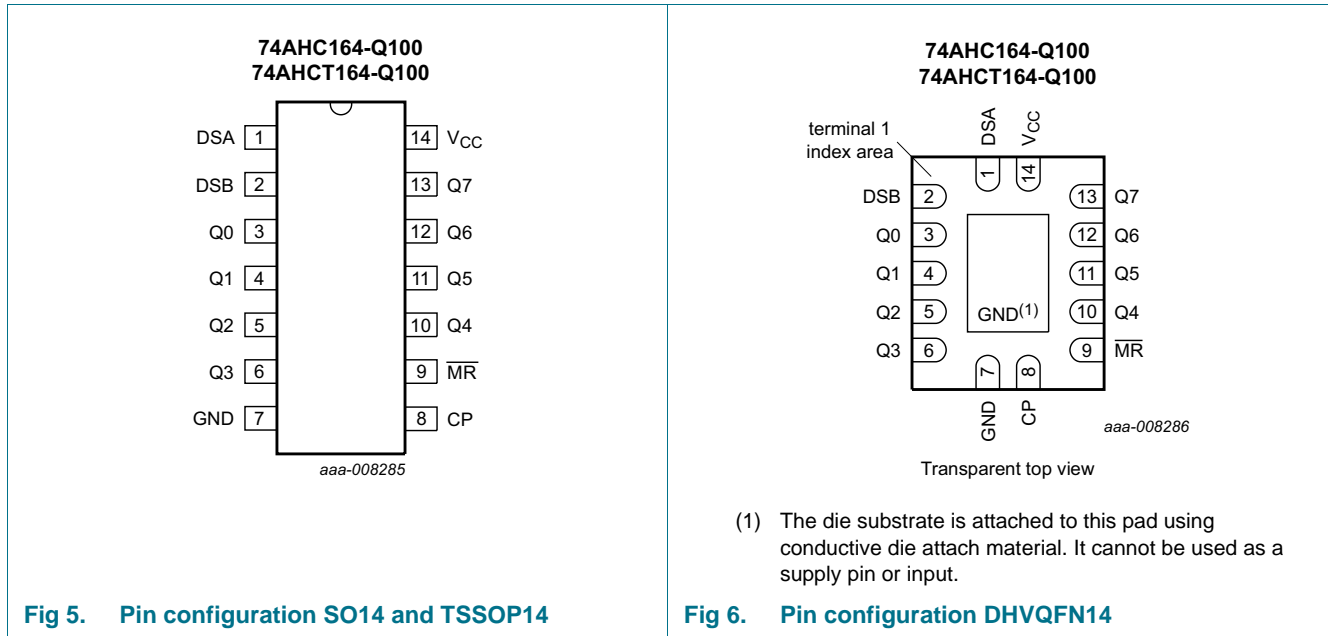 74AHC164-Q100
74AHCT164-Q100
DSA 1
14 VCC
DSB 2
13 Q7
Q0 3
12 Q6
Q1 4
11 Q5
Q2 5
10 Q4
Q3 6
9 MR
GND 7
8 CP
aaa-008285
Fig 5. Pin configuration SO14 and TSSOP14
74AHC164-Q100
74AHCT164-Q100
terminal 1
index area
DSA
VCC
1
14
DSB 2
13 Q7
Q0 3
12 Q6
Q1 4
11 Q5
Q2 5
10 Q4
GND(1)
Q3 6
9 MR
7
8
GND
CP
aaa-008286
Transparent top view
(1) The die substrate is attached to this pad using
conductive die attach material. It cannot be used as a
supply pin or input.
Fig 6. Pin configuration DHVQFN14